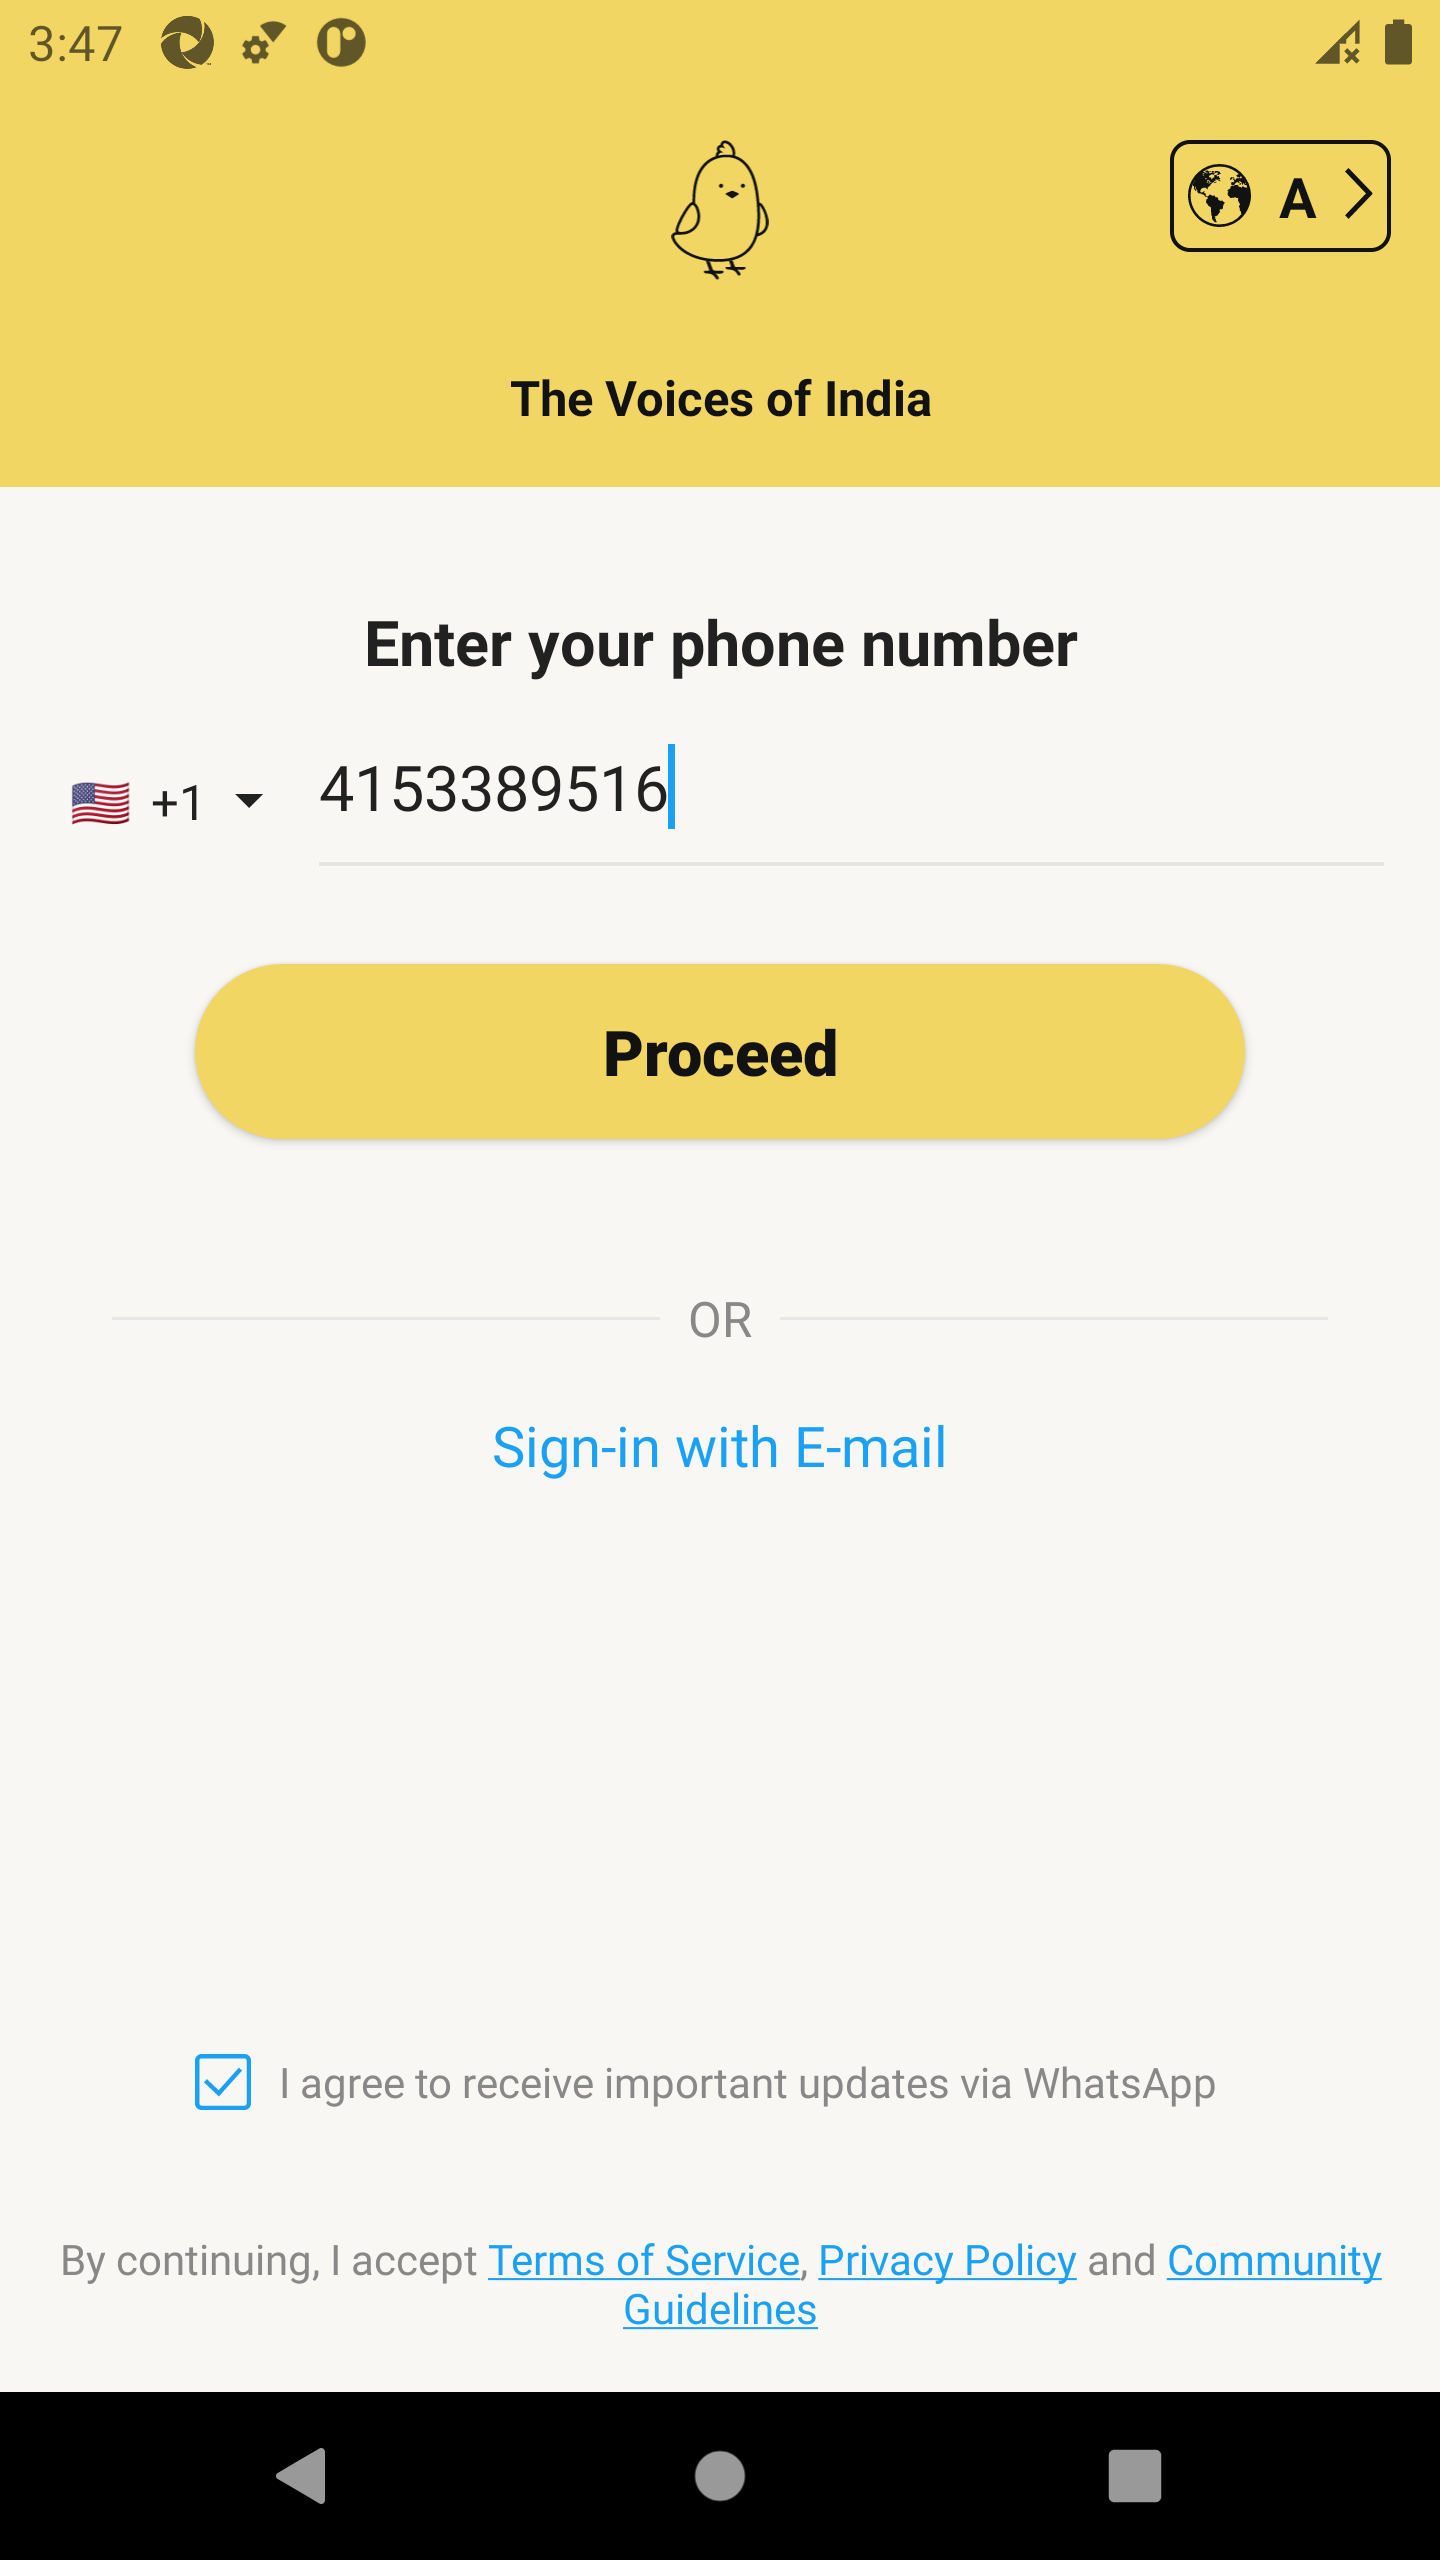 3:47
A
The Voices of India
Enter your phone number
🇺🇸 +1 4153389516
Proceed
OR
Sign-in with E-mail
I agree to receive important updates via WhatsApp
By continuing, I accept Terms of Service, Privacy Policy and Community
Guidelines